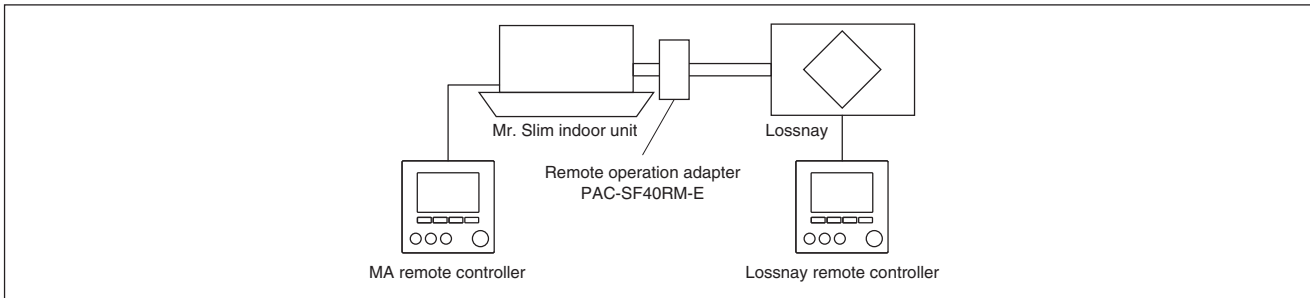 Mr. Slim indoor unit
Lossnay
Remote operation adapter
PAC-SF40RM-E
MA remote controller
Lossnay remote controller